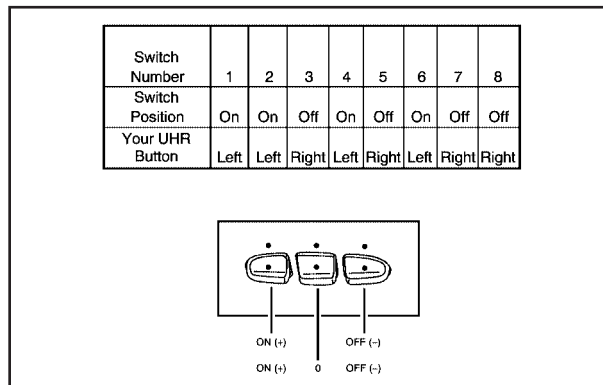 Switch
Number 1 2 3 4 5 6 7 8
Switch
Position On On Off On Off On Off Off
Your UHR
Button Left Left Right Left Right Left Right Right
ON (+) OFF (–)
ON (+) 0 OFF (–)